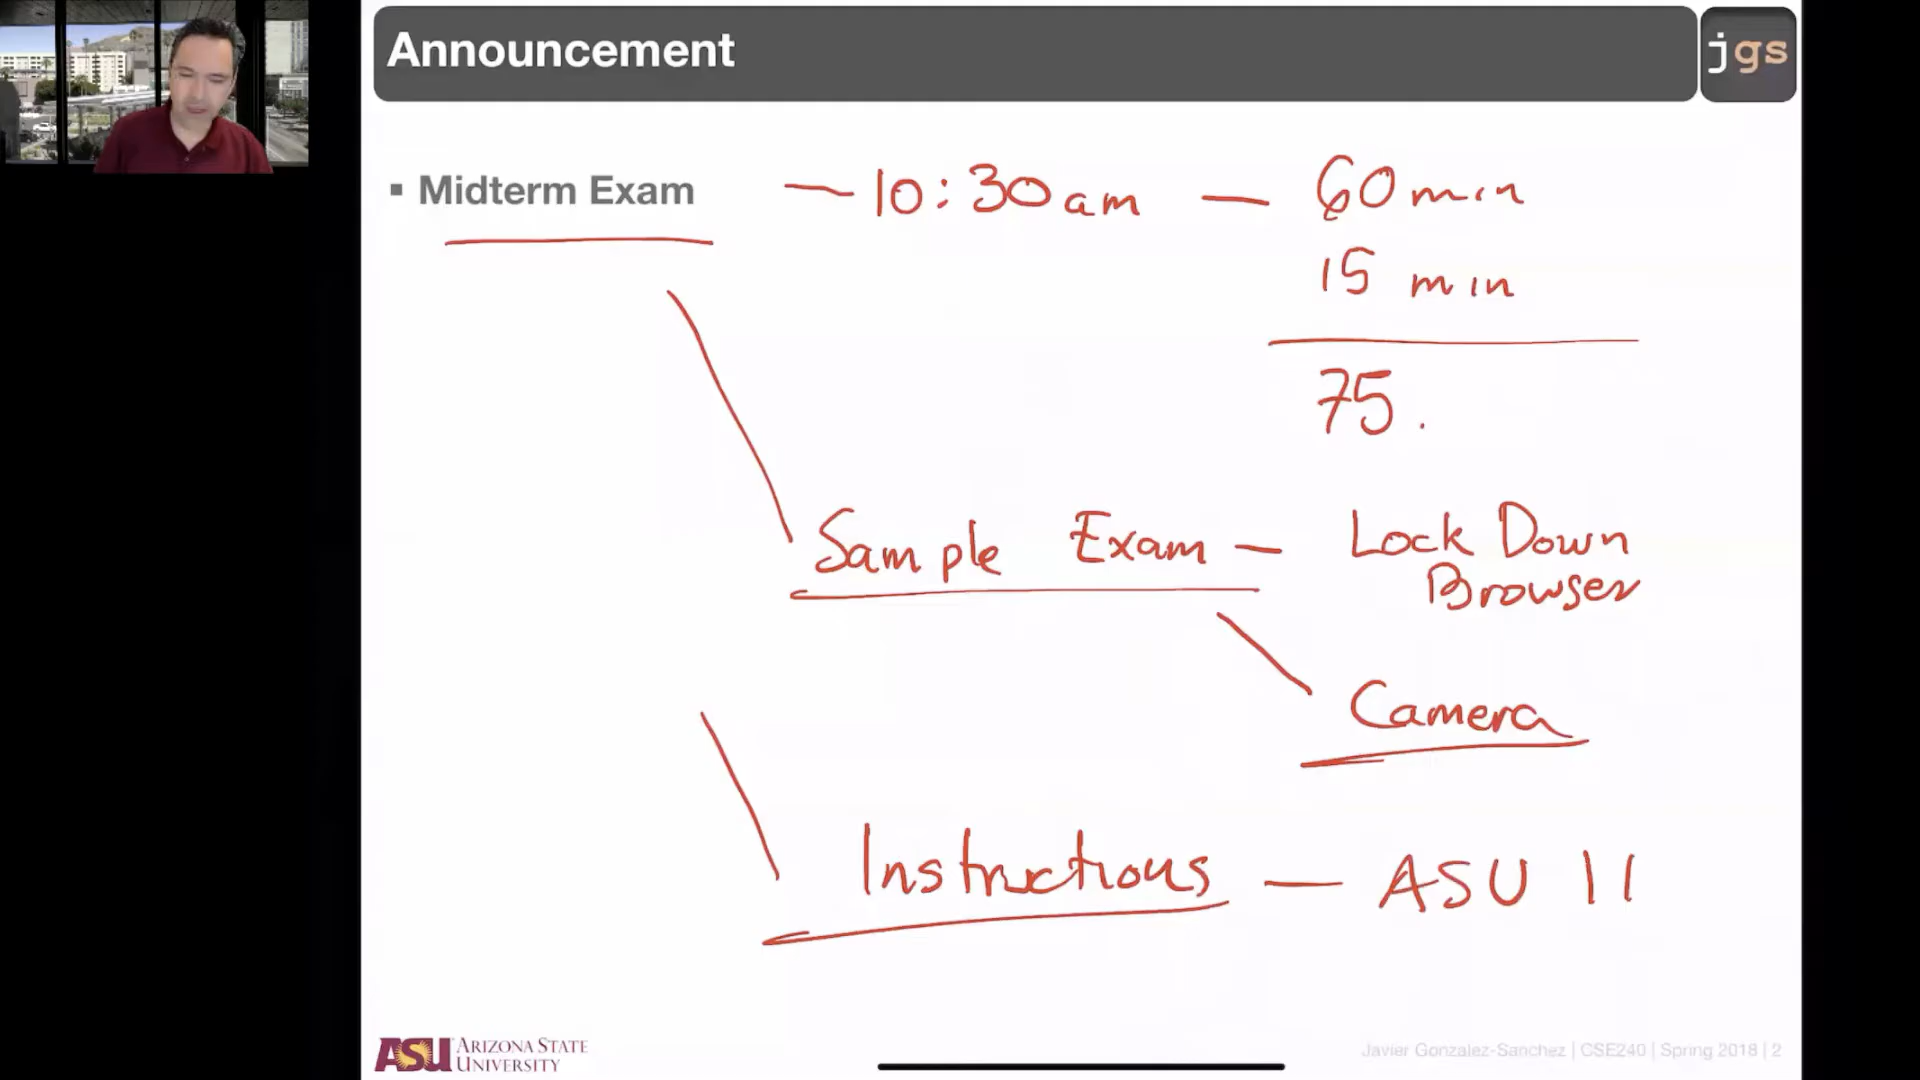 Announcement
jgs
▪ Midterm Exam — 10:30 am — 60 min
15 min
75.
Sample Exam — Lock Down
Browser
Camera
Instructions — ASU 11
ASU ARIZONA STATE
UNIVERSITY
Javier Gonzalez-Sanchez | CSE240 | Spring 2018 | 2